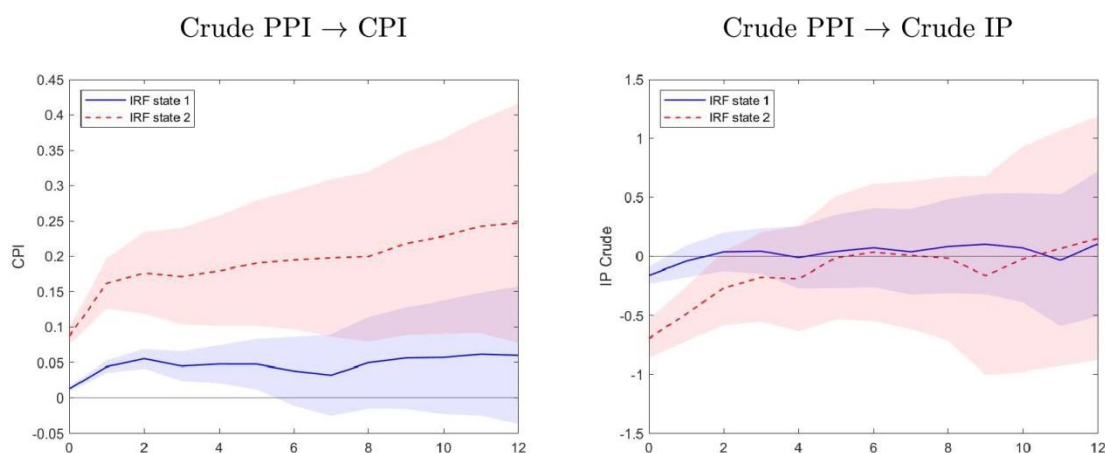 Crude PPI → CPI
0.45
0.4
0.35
0.3
0.25
0.2
0.15
0.1
0.05
0
-0.05
CPI
IRF state 1
IRF state 2
0 2 4 6 8 10 12
Crude PPI → Crude IP
1.5
1
0.5
0
-0.5
-1
-1.5
IP Crude
IRF state 1
IRF state 2
0 2 4 6 8 10 12